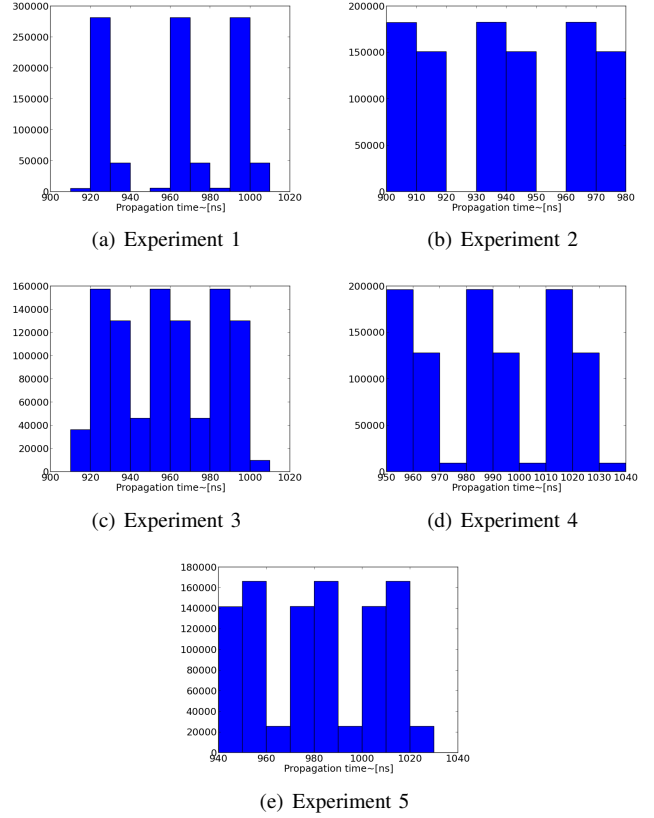 300000
250000
200000
150000
100000
50000
0
900 920 940 960 980 1000 1020
Propagation time~[ns]
(a) Experiment 1
200000
150000
100000
50000
0
900 910 920 930 940 950 960 970 980
Propagation time~[ns]
(b) Experiment 2
160000
140000
120000
100000
80000
60000
40000
20000
0
900 920 940 960 980 1000 1020
Propagation time~[ns]
(c) Experiment 3
200000
150000
100000
50000
0
950 960 970 980 990 1000 1010 1020 1030 1040
Propagation time~[ns]
(d) Experiment 4
180000
160000
140000
120000
100000
80000
60000
40000
20000
0
940 960 980 1000 1020 1040
Propagation time~[ns]
(e) Experiment 5